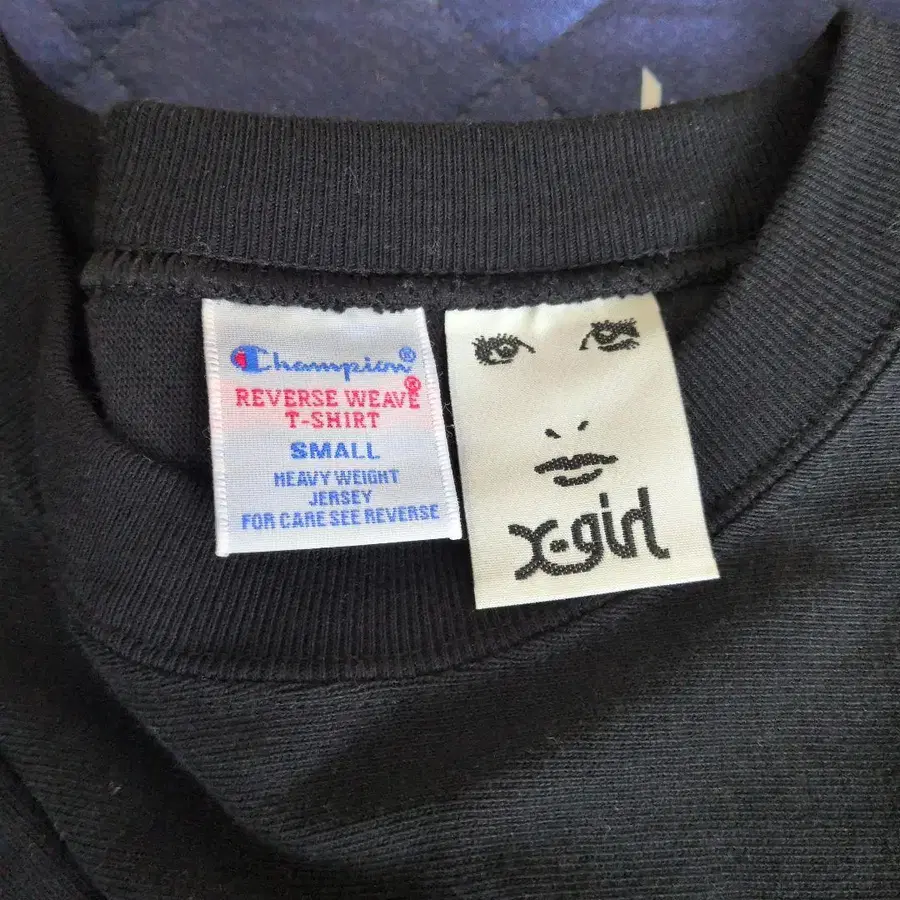 Champion®
REVERSE WEAVE®
T-SHIRT
SMALL
HEAVY WEIGHT
JERSEY
FOR CARE SEE REVERSE
x-girl